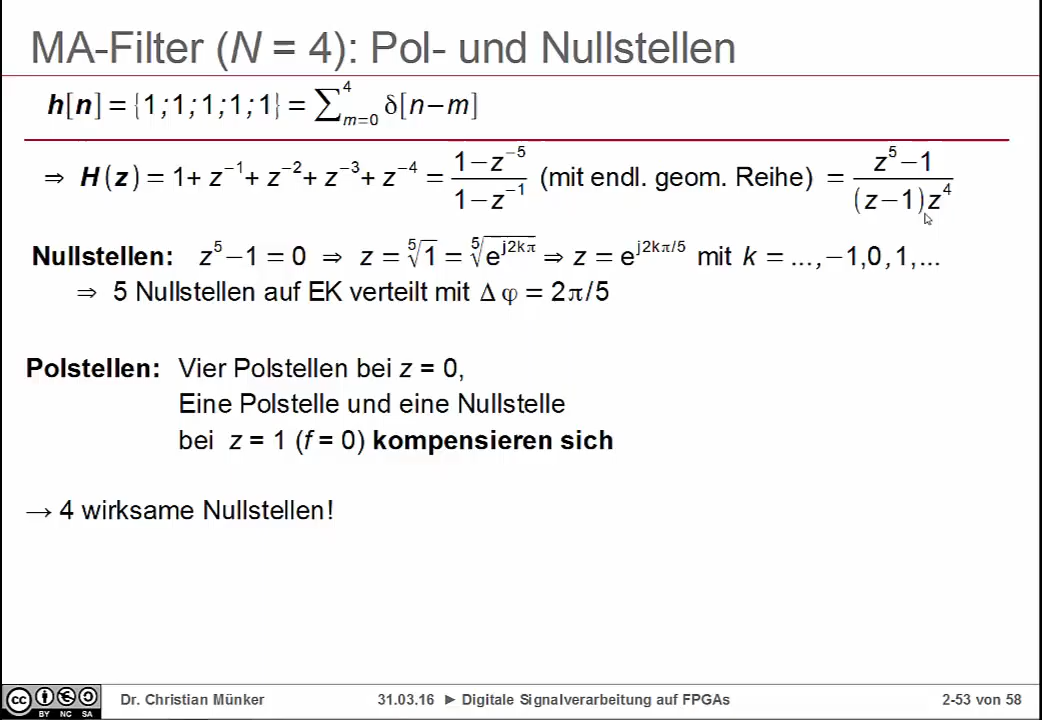 MA-Filter (N = 4): Pol- und Nullstellen
h[n] = {1;1;1;1;1} = ∑_{m=0}^{4} δ[n−m]
⇒ H(z) = 1+ z⁻¹+ z⁻²+ z⁻³+ z⁻⁴ = (1−z⁻⁵)/(1−z⁻¹) (mit endl. geom. Reihe) = (z⁵−1)/((z−1)z⁴)
Nullstellen: z⁵−1 = 0 ⇒ z = ⁵√1 = ⁵√(e^{j2kπ}) ⇒ z = e^{j2kπ/5} mit k = ...,−1,0,1,...
⇒ 5 Nullstellen auf EK verteilt mit Δφ = 2π/5
Polstellen: Vier Polstellen bei z = 0,
Eine Polstelle und eine Nullstelle
bei z = 1 (f = 0) kompensieren sich
→ 4 wirksame Nullstellen!
cc BY NC SA Dr. Christian Münker 31.03.16 ► Digitale Signalverarbeitung auf FPGAs 2-53 von 58